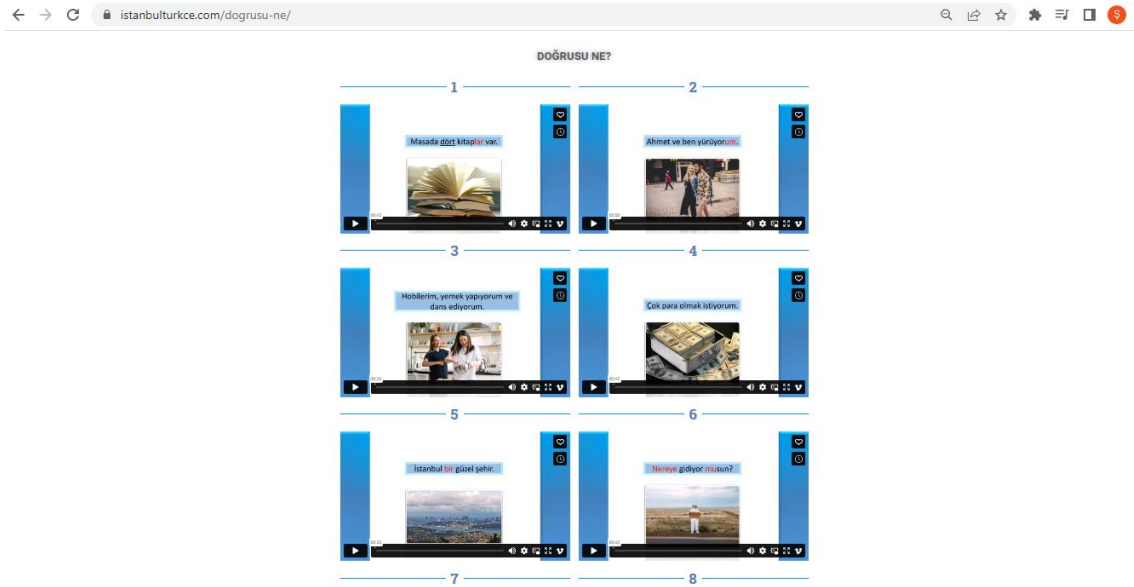 istanbulturkce.com/dogrusu-ne/
Ş
DOĞRUSU NE?
1
2
Masada dört kitaplar var.
Ahmet ve ben yürüyorum.
3
4
Hobilerim, yemek yapıyorum ve
dans ediyorum.
Çok para olmak istiyorum.
5
6
İstanbul bir güzel şehir.
Nereye gidiyor musun?
7
8